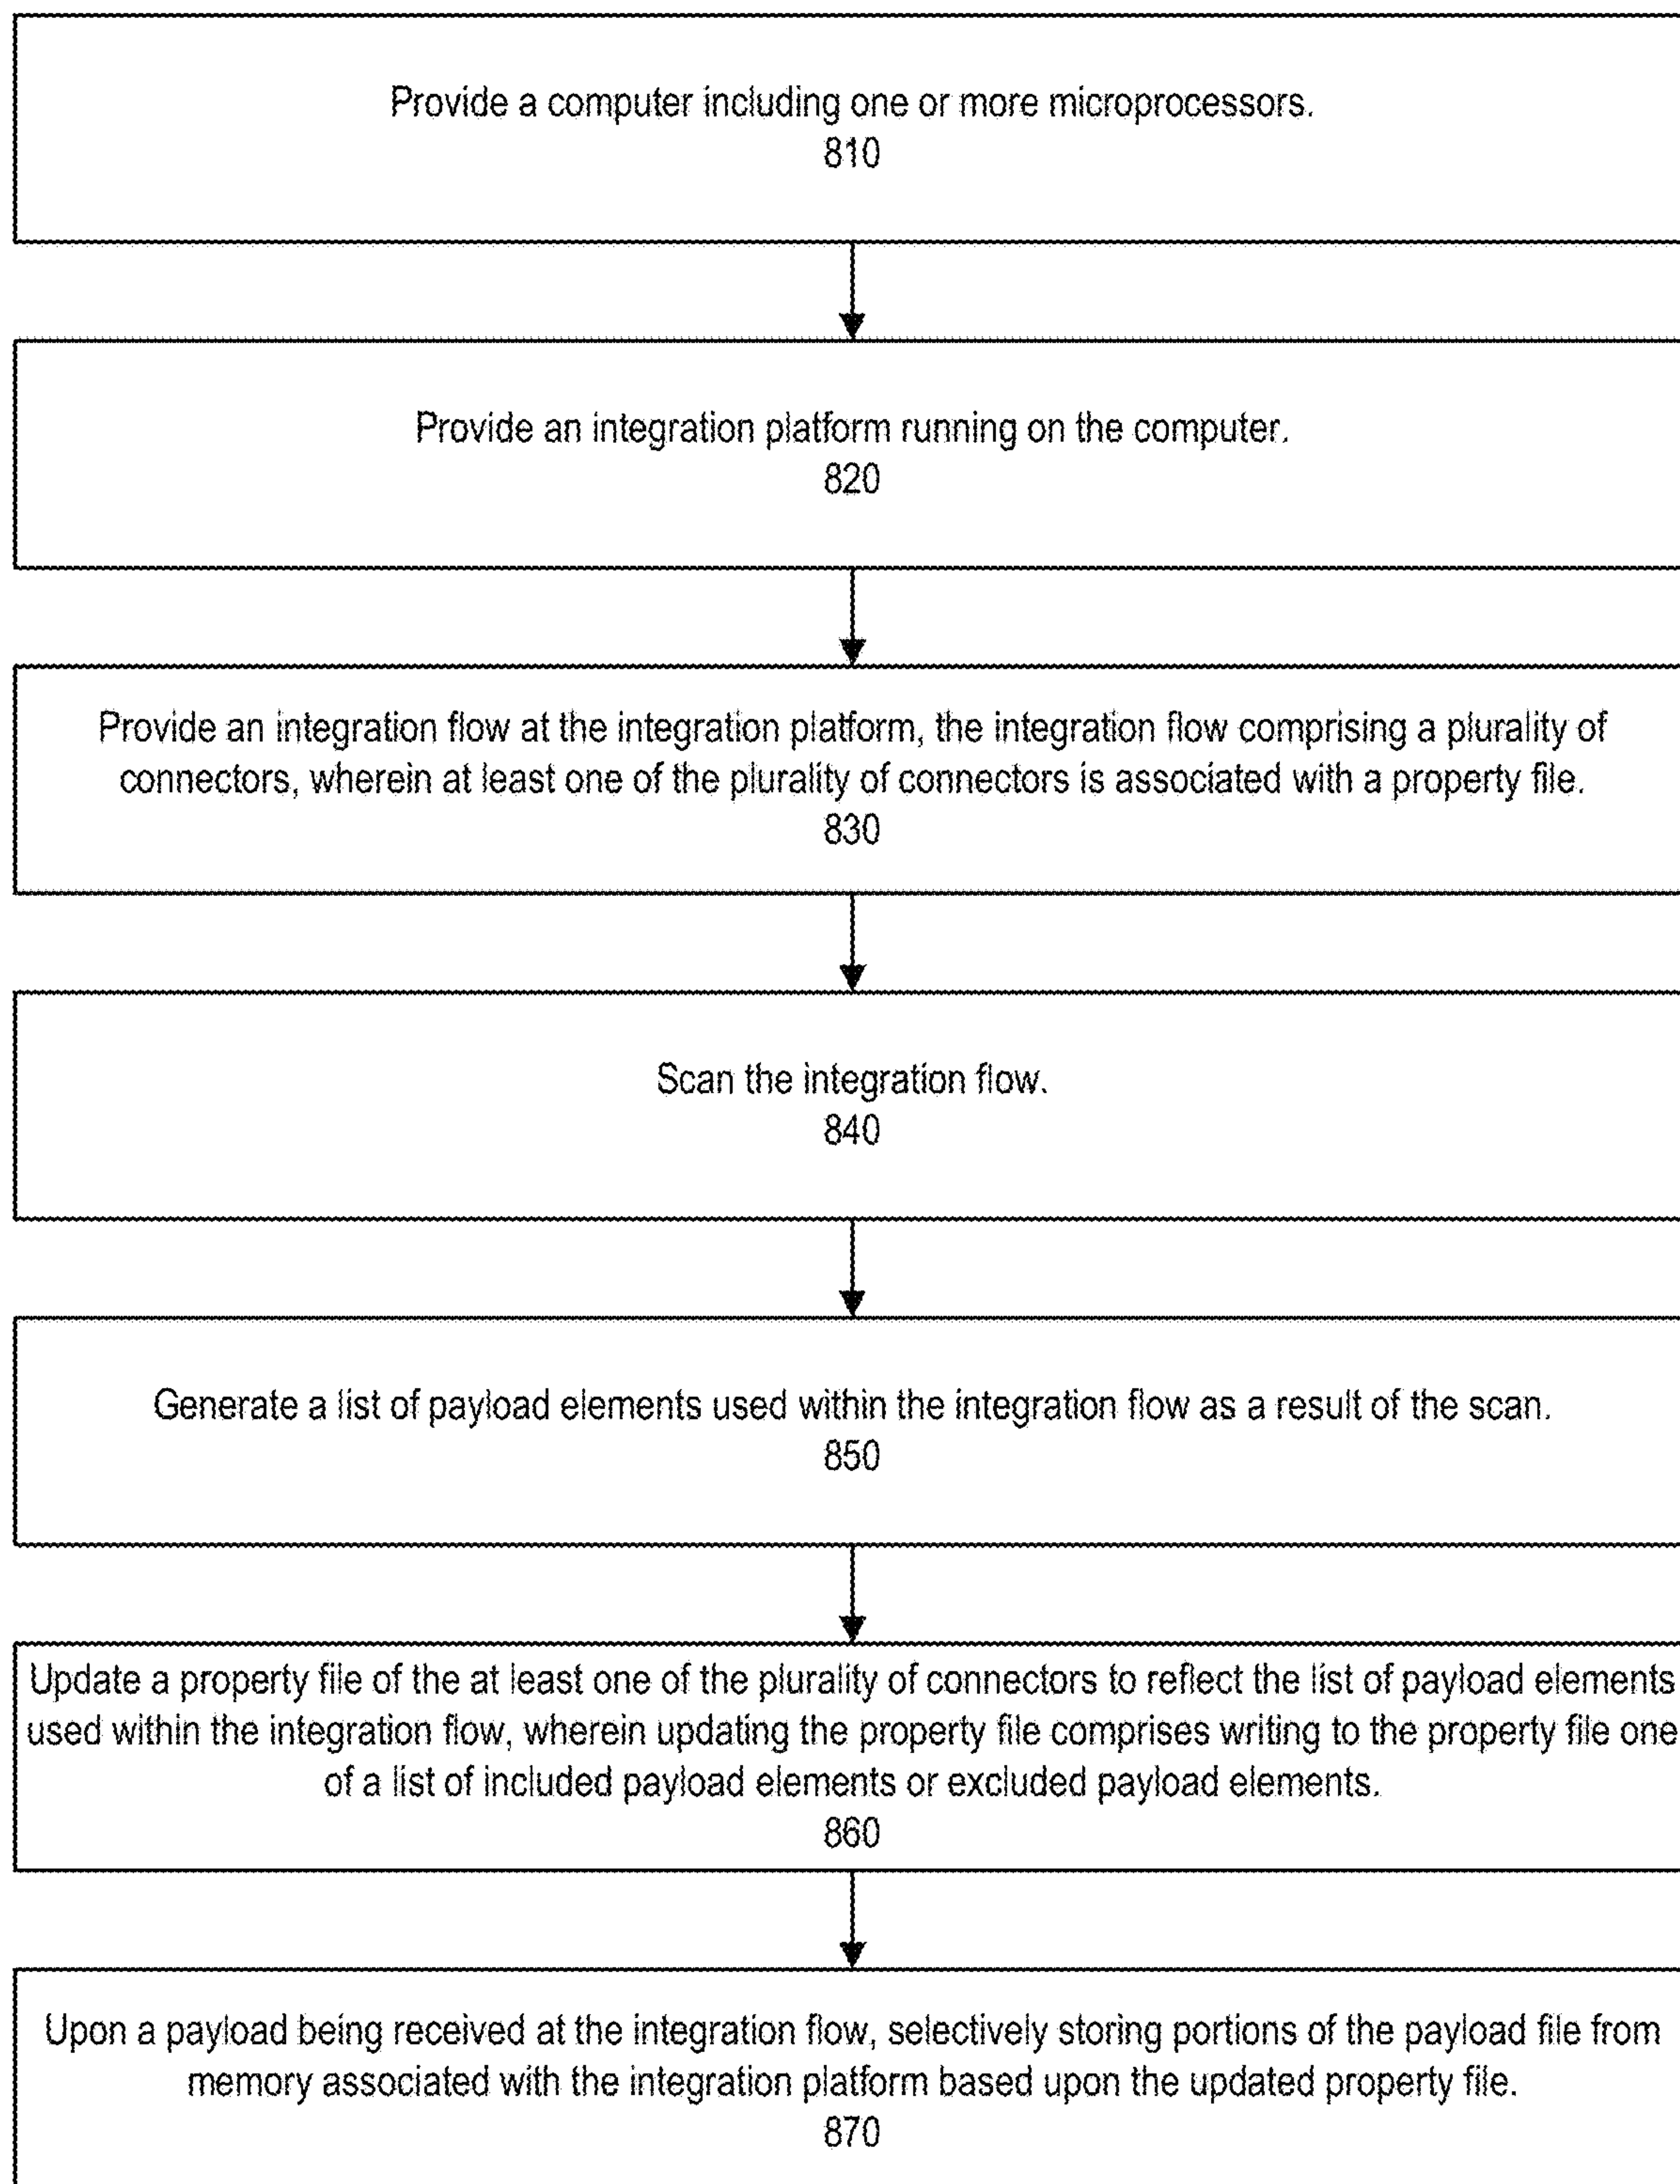 Provide a computer including one or more microprocessors.
810
Provide an integration platform running on the computer.
820
Provide an integration flow at the integration platform, the integration flow comprising a plurality of
connectors, wherein at least one of the plurality of connectors is associated with a property file.
830
Scan the integration flow.
840
Generate a list of payload elements used within the integration flow as a result of the scan.
850
Update a property file of the at least one of the plurality of connectors to reflect the list of payload elements
used within the integration flow, wherein updating the property file comprises writing to the property file one
of a list of included payload elements or excluded payload elements.
860
Upon a payload being received at the integration flow, selectively storing portions of the payload file from
memory associated with the integration platform based upon the updated property file.
870